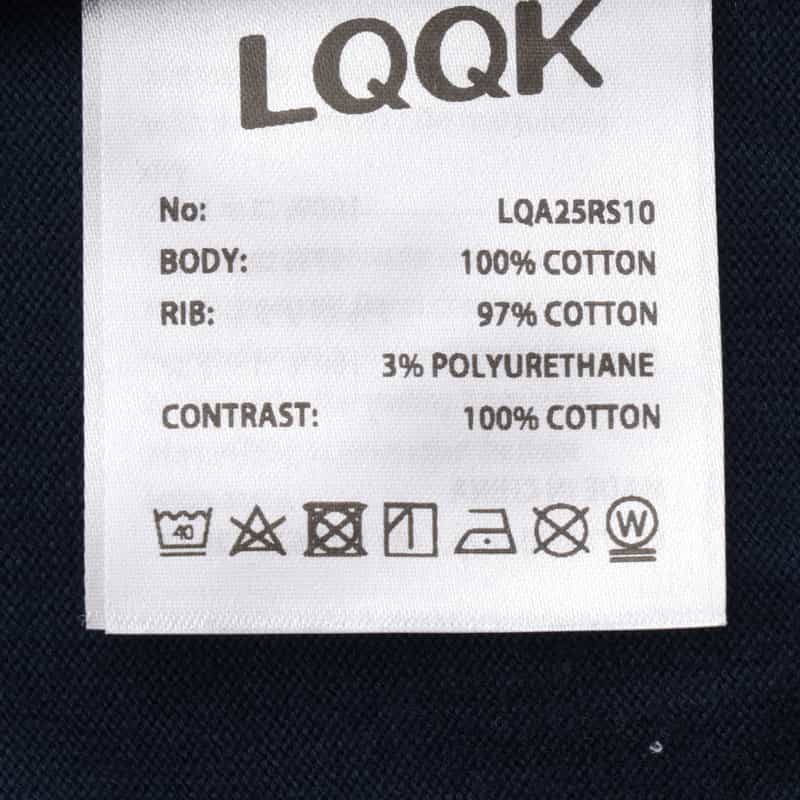 LQQK
No: LQA25RS10
BODY: 100% COTTON
RIB: 97% COTTON
3% POLYURETHANE
CONTRAST: 100% COTTON
40
W